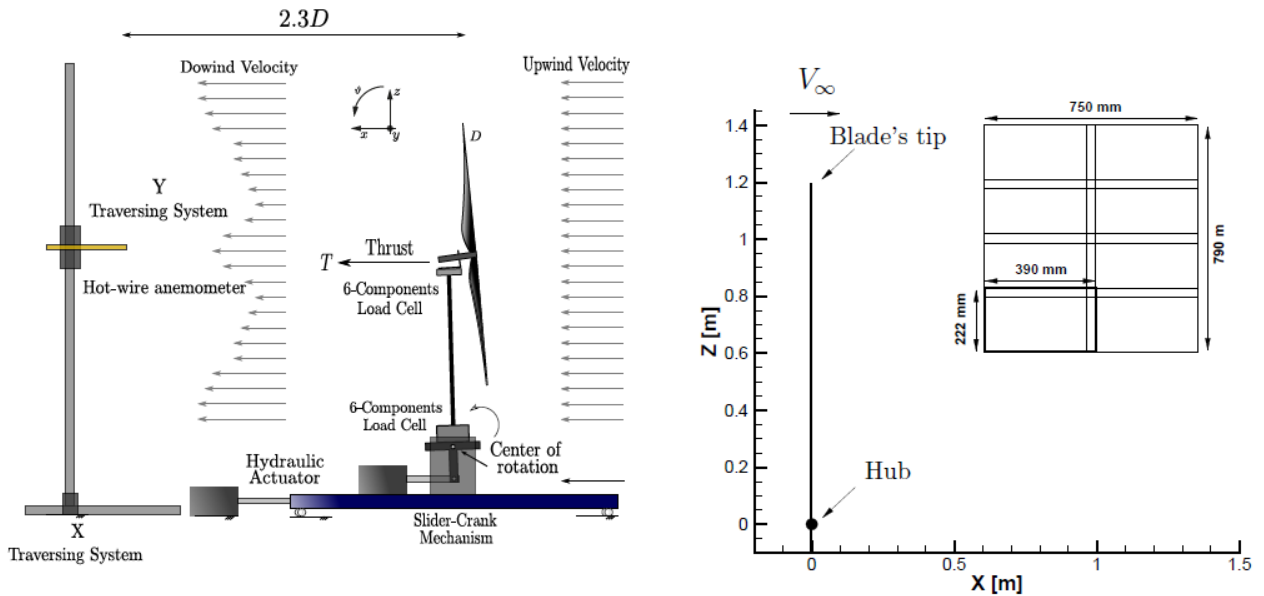 2.3D
Dowind Velocity
Upwind Velocity
ϑ
z
x
y
D
Y
Traversing System
Thrust
T
Hot-wire anemometer
6-Components
Load Cell
6-Components
Load Cell
Center of
rotation
Hydraulic
Actuator
Slider-Crank
Mechanism
X
Traversing System
V∞
Blade's tip
Hub
Z [m]
1.4
1.2
1
0.8
0.6
0.4
0.2
0
0
0.5
1
1.5
X [m]
750 mm
790 m
390 mm
222 mm